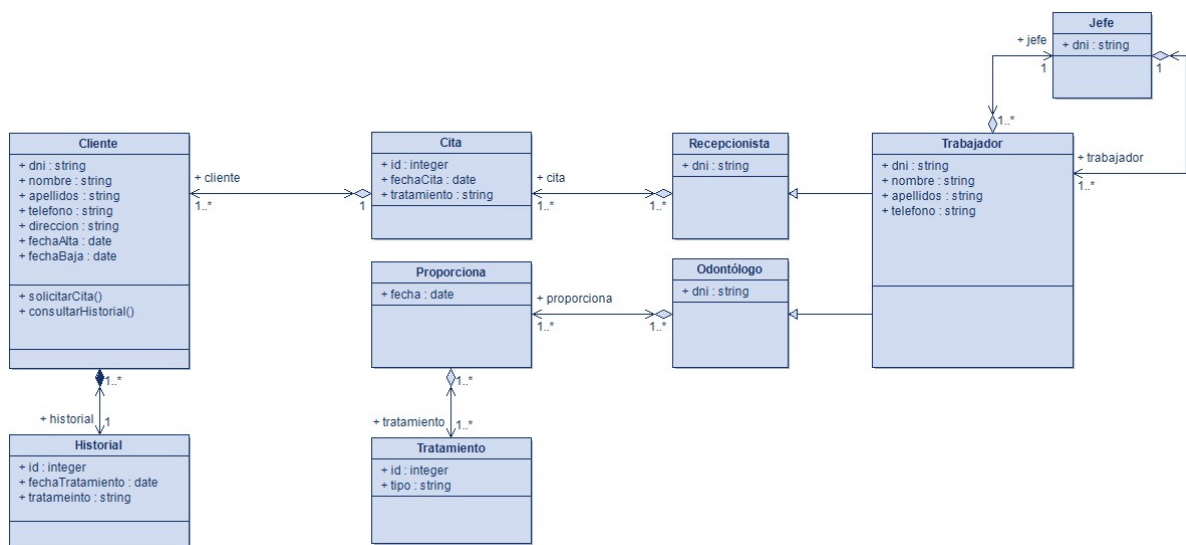 Jefe
+ dni : string
+ jefe
1
1
1..*
Cliente
+ dni : string
+ nombre : string
+ apellidos : string
+ telefono : string
+ direccion : string
+ fechaAlta : date
+ fechaBaja : date
+ solicitarCita()
+ consultarHistorial()
+ cliente
1..*
1
Cita
+ id : integer
+ fechaCita : date
+ tratamiento : string
+ cita
1..*
1..*
Recepcionista
+ dni : string
Trabajador
+ dni : string
+ nombre : string
+ apellidos : string
+ telefono : string
+ trabajador
1..*
Proporciona
+ fecha : date
+ proporciona
1..*
1..*
Odontólogo
+ dni : string
1..*
+ historial
1
Historial
+ id : integer
+ fechaTratamiento : date
+ tratameinto : string
1..*
+ tratamiento
1..*
Tratamiento
+ id : integer
+ tipo : string